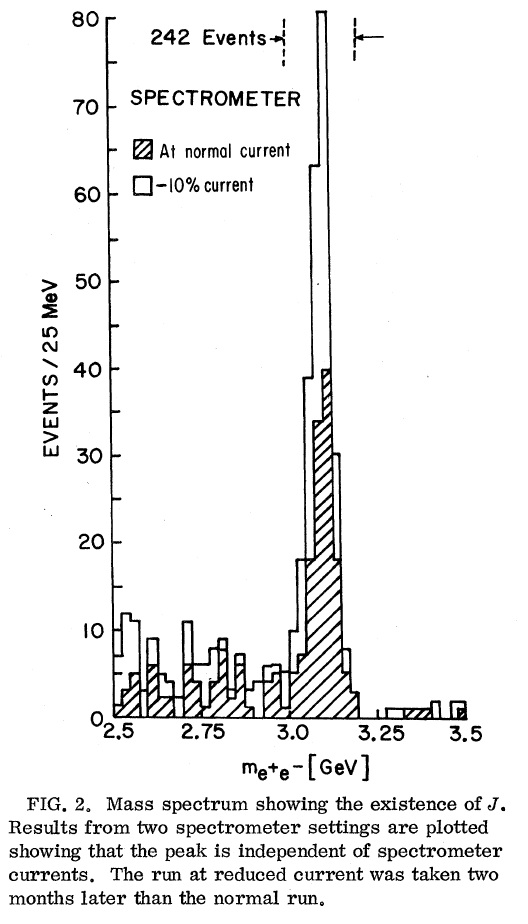 80
242 Events
70
SPECTROMETER
At normal current
-10% current
60
50
EVENTS / 25 MeV
40
30
20
10
0
2.5 2.75 3.0 3.25 3.5
me+e- [GeV]
FIG. 2. Mass spectrum showing the existence of J.
Results from two spectrometer settings are plotted
showing that the peak is independent of spectrometer
currents. The run at reduced current was taken two
months later than the normal run.